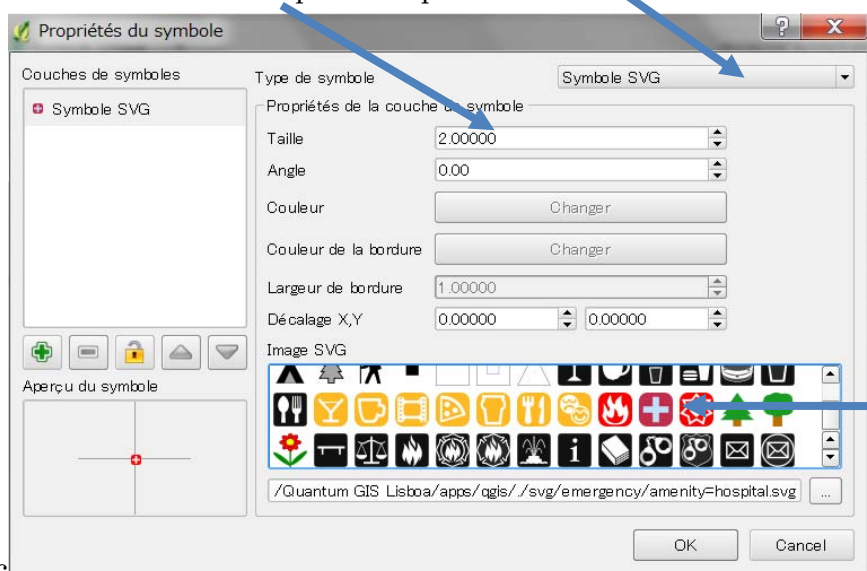 Propriétés du symbole
Couches de symboles
Symbole SVG
Type de symbole
Symbole SVG
Propriétés de la couche de symbole
Taille
2.00000
Angle
0.00
Couleur
Changer
Couleur de la bordure
Changer
Largeur de bordure
1.00000
Décalage X,Y
0.00000
0.00000
Image SVG
Aperçu du symbole
/Quantum GIS Lisboa/apps/qgis/./svg/emergency/amenity=hospital.svg
...
OK
Cancel